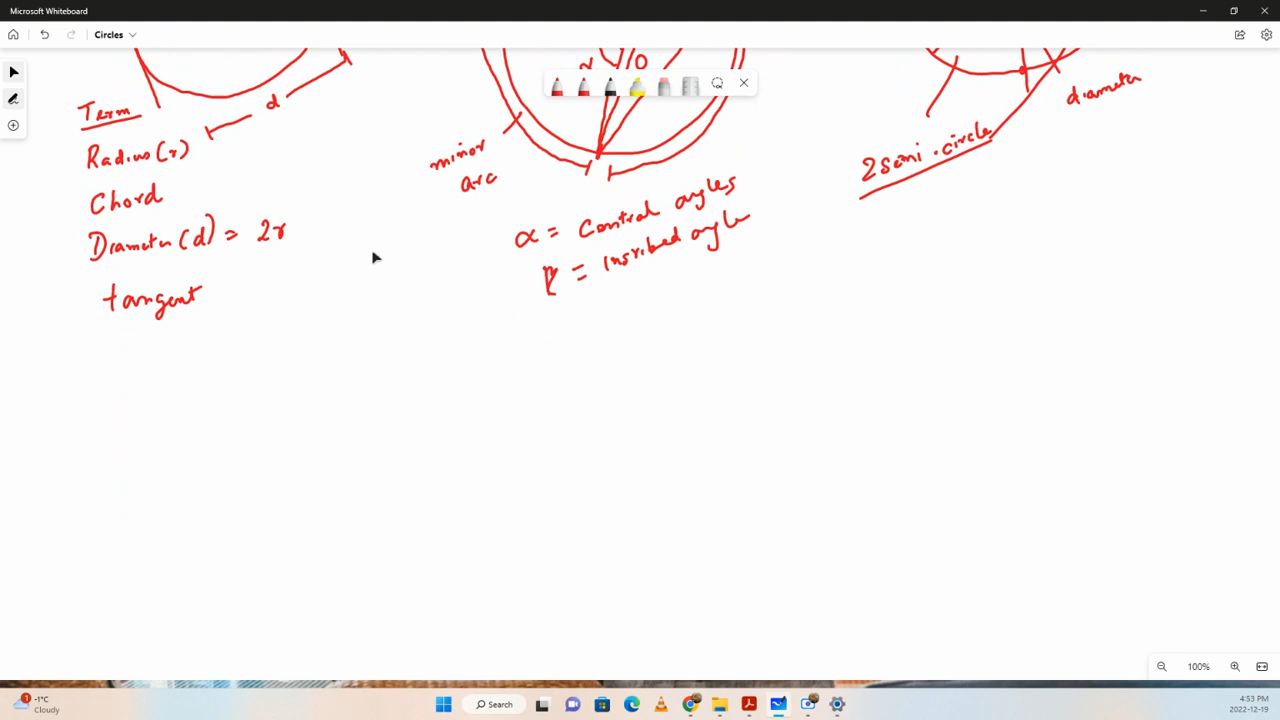 Microsoft Whiteboard
Circles
Term
Radius (r)
Chord
Diameter (d) = 2r
tangent
d
minor
arc
α = Central angles
β = Insribed angle
diameter
2 Semi-circle
100%
-1°C
Cloudy
Search
4:53 PM
2022-12-19